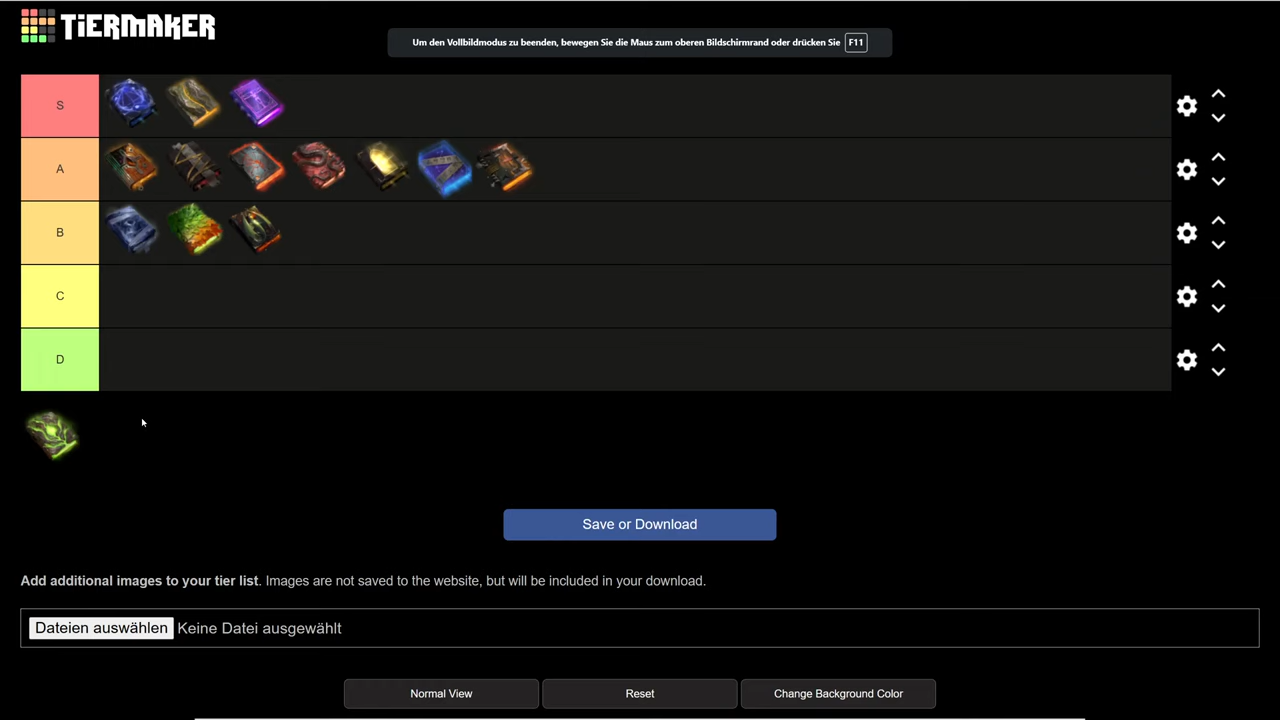 TiERMAKER
Um den Vollbildmodus zu beenden, bewegen Sie die Maus zum oberen Bildschirmrand oder drücken Sie F11
S
A
B
C
D
Save or Download
Add additional images to your tier list. Images are not saved to the website, but will be included in your download.
Dateien auswählen Keine Datei ausgewählt
Normal View
Reset
Change Background Color